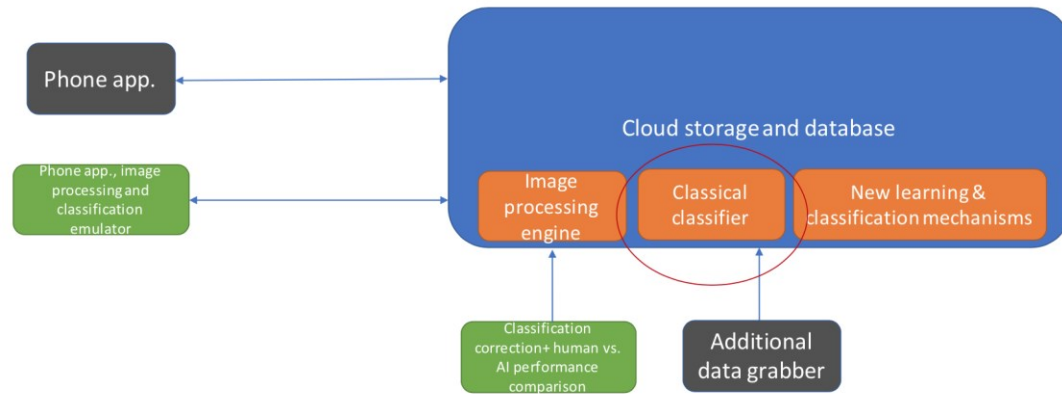 Phone app.
Cloud storage and database
Phone app., image
processing and
classification
emulator
Image
processing
engine
Classical
classifier
New learning &
classification mechanisms
Classification
correction+ human vs.
AI performance
comparison
Additional
data grabber